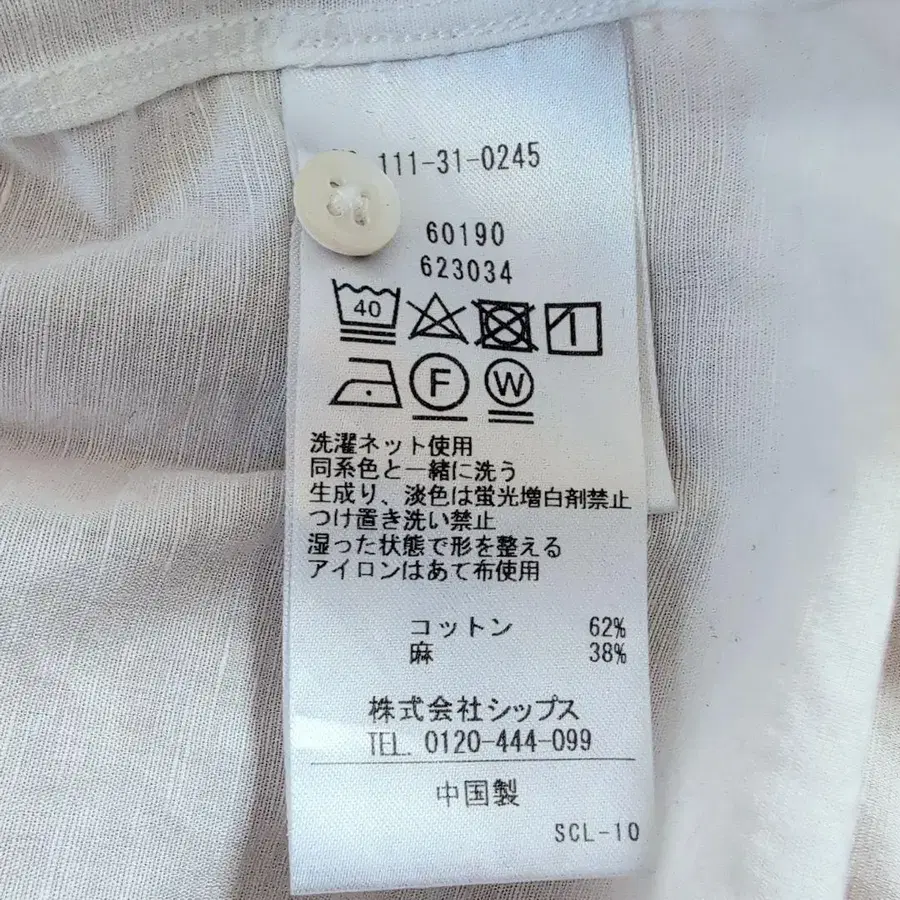 111-31-0245
60190
623034
40
F
W
洗濯ネット使用
同系色と一緒に洗う
生成り、淡色は蛍光増白剤禁止
つけ置き洗い禁止
湿った状態で形を整える
アイロンはあて布使用
コットン 62%
麻 38%
株式会社シップス
TEL. 0120-444-099
中国製
SCL-10